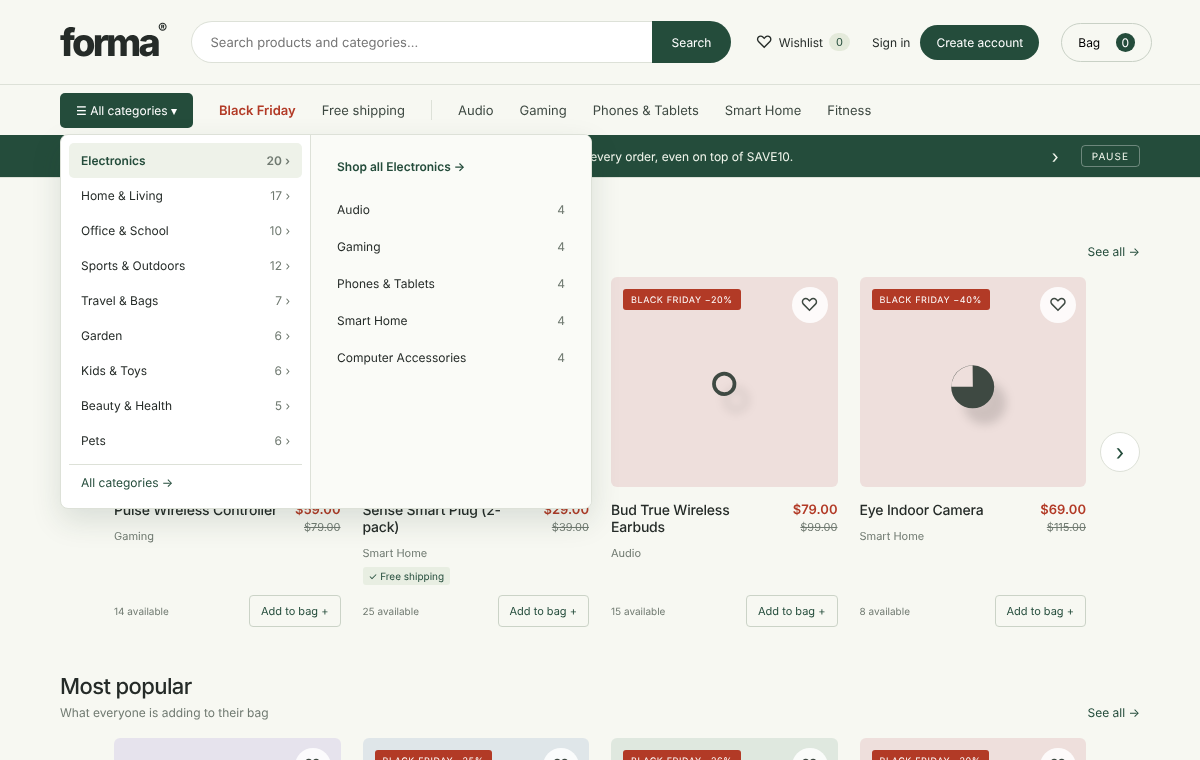 forma®
Search products and categories...
Search
Wishlist 0
Sign in
Create account
Bag 0
☰ All categories ▾
Black Friday
Free shipping
Audio
Gaming
Phones & Tablets
Smart Home
Fitness
every order, even on top of SAVE10.
›
PAUSE
Electronics 20 ›
Home & Living 17 ›
Office & School 10 ›
Sports & Outdoors 12 ›
Travel & Bags 7 ›
Garden 6 ›
Kids & Toys 6 ›
Beauty & Health 5 ›
Pets 6 ›
All categories →
Shop all Electronics →
Audio 4
Gaming 4
Phones & Tablets 4
Smart Home 4
Computer Accessories 4
See all →
BLACK FRIDAY −20%
BLACK FRIDAY −40%
›
Pulse Wireless Controller $59.00
$79.00
Gaming
14 available
Add to bag +
Sense Smart Plug (2-
pack)
$29.00
$39.00
Smart Home
✓ Free shipping
25 available
Add to bag +
Bud True Wireless
Earbuds
$79.00
$99.00
Audio
15 available
Add to bag +
Eye Indoor Camera $69.00
$115.00
Smart Home
8 available
Add to bag +
Most popular
What everyone is adding to their bag
See all →